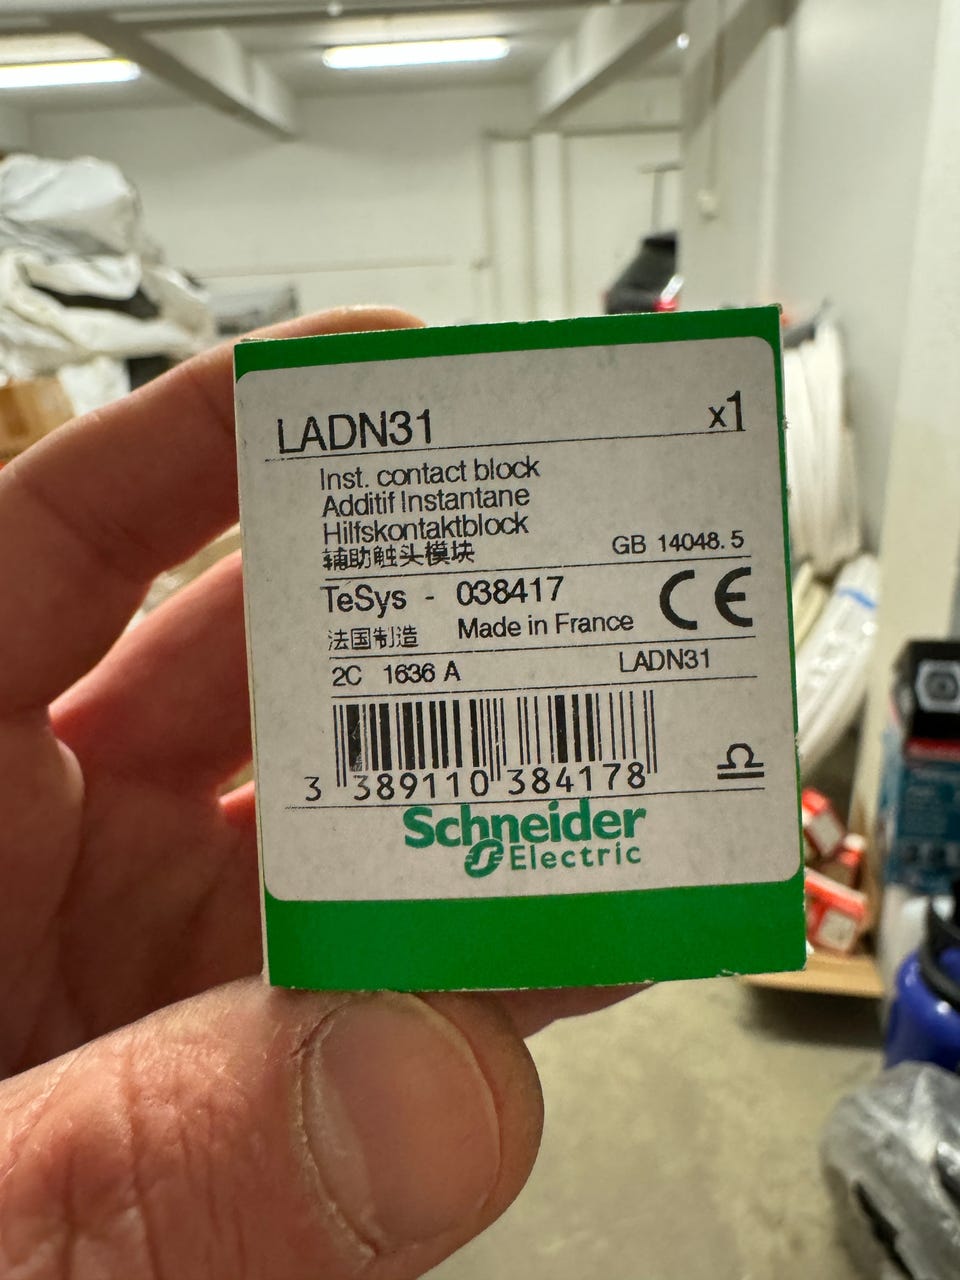 LADN31 x1
Inst. contact block
Additif Instantane
Hilfskontaktblock
辅助触头模块 GB 14048.5
TeSys - 038417 CE
法国制造 Made in France
2C 1636 A LADN31
3 389110 384178
Schneider
Electric